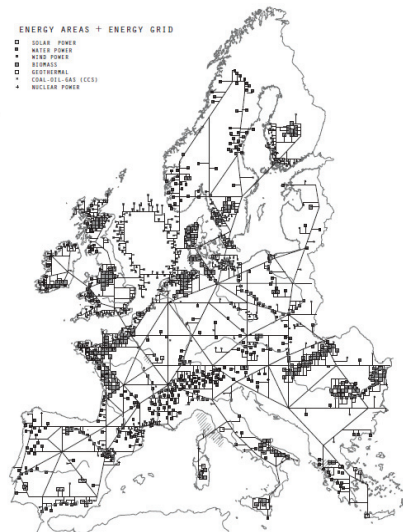 ENERGY AREAS + ENERGY GRID
SOLAR POWER
WATER POWER
WIND POWER
BIOMASS
GEOTHERMAL
COAL-OIL-GAS (CCS)
NUCLEAR POWER